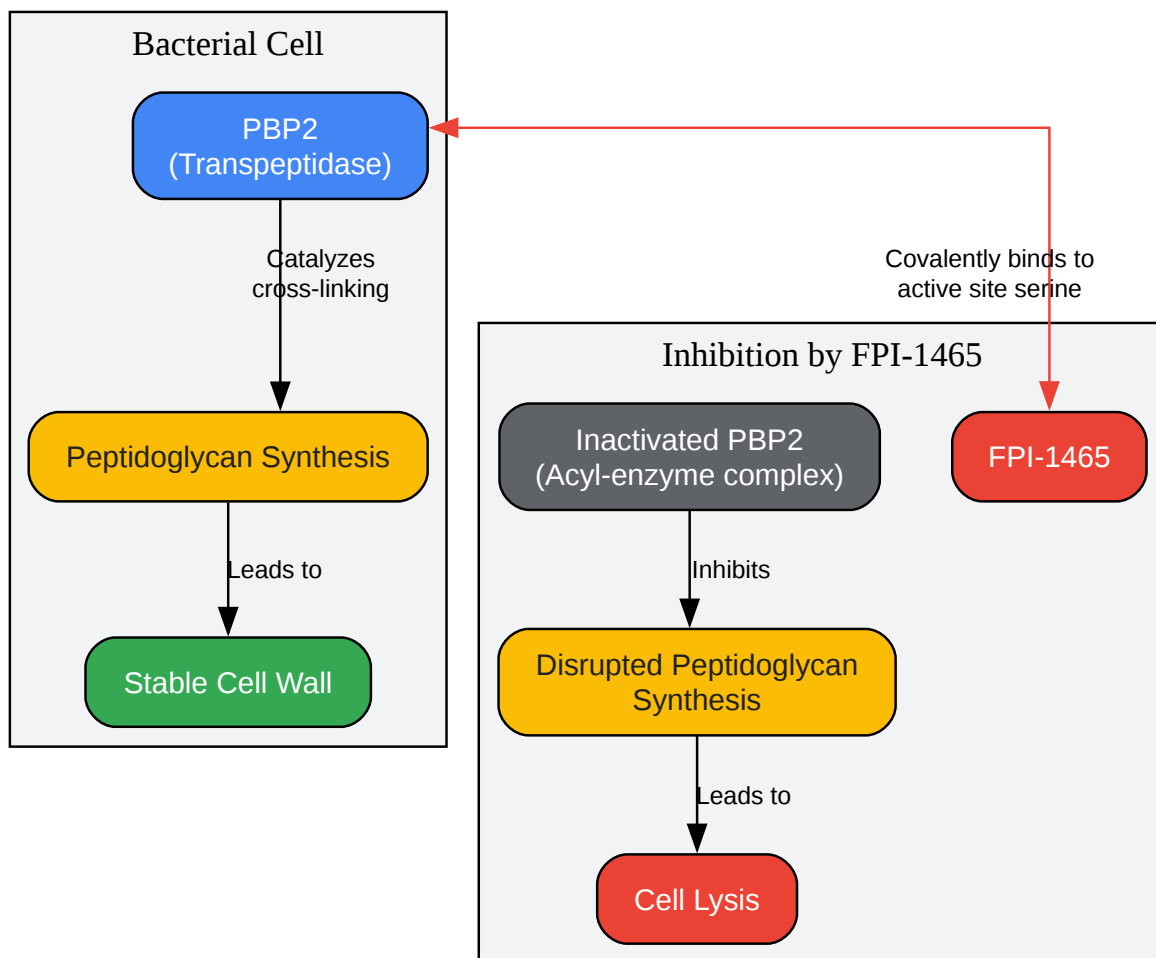 Bacterial Cell
PBP2
(Transpeptidase)
Catalyzes
cross-linking
Peptidoglycan Synthesis
Leads to
Stable Cell Wall
Covalently binds to
active site serine
Inhibition by FPI-1465
Inactivated PBP2
(Acyl-enzyme complex)
FPI-1465
Inhibits
Disrupted Peptidoglycan
Synthesis
Leads to
Cell Lysis